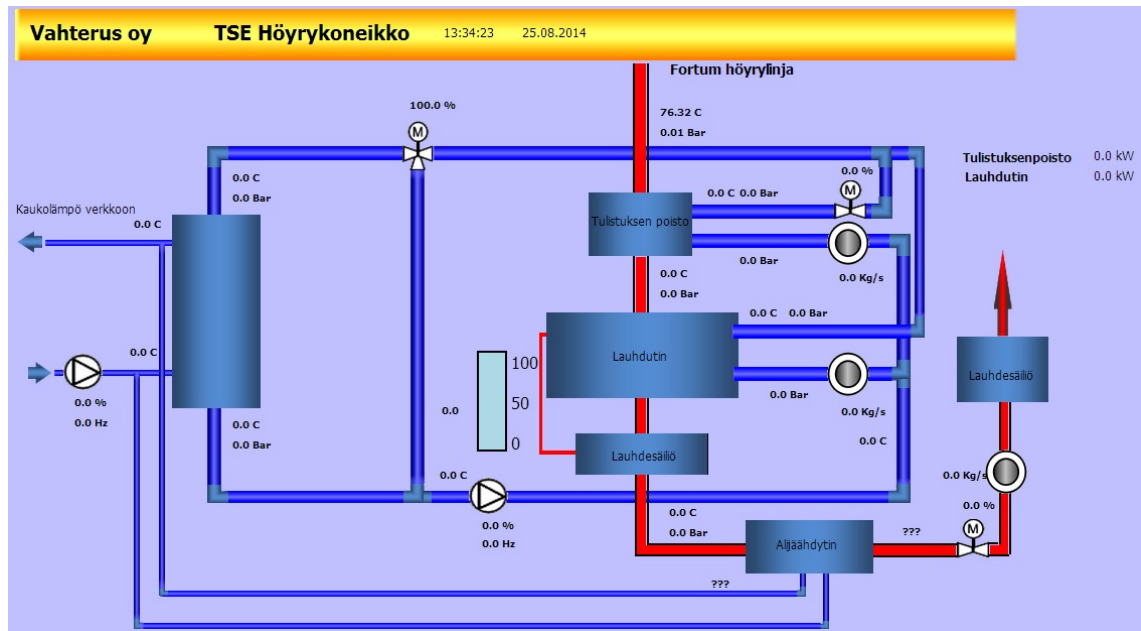 Vahterus oy TSE Höyrykoneikko 13:34:23 25.08.2014
Fortum höyrylinja
100.0 %
76.32 C
0.01 Bar
M
Tulistuksenpoisto 0.0 kW
Lauhdutin 0.0 kW
0.0 %
M
0.0 C
0.0 Bar
0.0 C 0.0 Bar
Kaukolämpö verkkoon
0.0 C
Tulistuksen poisto
0.0 Bar
0.0 Kg/s
0.0 C
0.0 Bar
0.0 C 0.0 Bar
0.0 C
Lauhdutin
100
50
0
0.0
Lauhdesäiliö
0.0 %
0.0 Hz
0.0 Bar
0.0 Kg/s
0.0 C
0.0 Bar
0.0 C
Lauhdesäiliö
0.0 C
0.0 Kg/s
0.0 %
0.0 Hz
0.0 C
0.0 Bar
0.0 %
M
Alijäähdytin
???
???